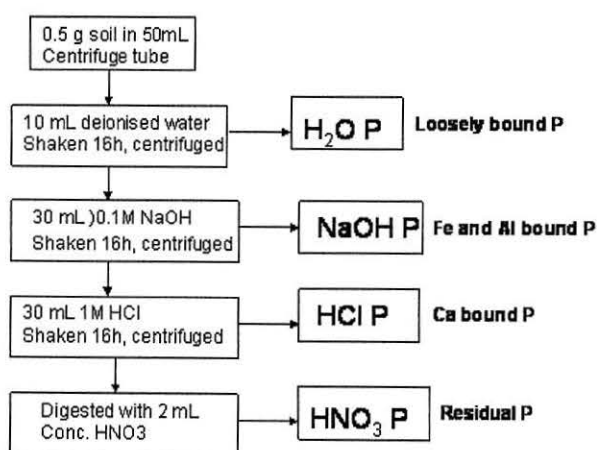 0.5 g soil in 50mL
Centrifuge tube
10 mL deionised water
Shaken 16h, centrifuged
H₂O P
Loosely bound P
30 mL )0.1M NaOH
Shaken 16h, centrifuged
NaOH P
Fe and Al bound P
30 mL 1M HCl
Shaken 16h, centrifuged
HCl P
Ca bound P
Digested with 2 mL
Conc. HNO3
HNO₃ P
Residual P